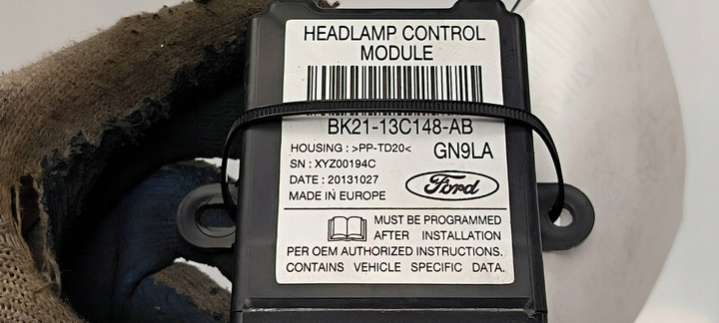 HEADLAMP CONTROL
MODULE
BK21-13C148-AB
HOUSING : >PP-TD20< GN9LA
SN : XYZ00194C
DATE : 20131027
MADE IN EUROPE
Ford
MUST BE PROGRAMMED
AFTER INSTALLATION
PER OEM AUTHORIZED INSTRUCTIONS.
CONTAINS VEHICLE SPECIFIC DATA.